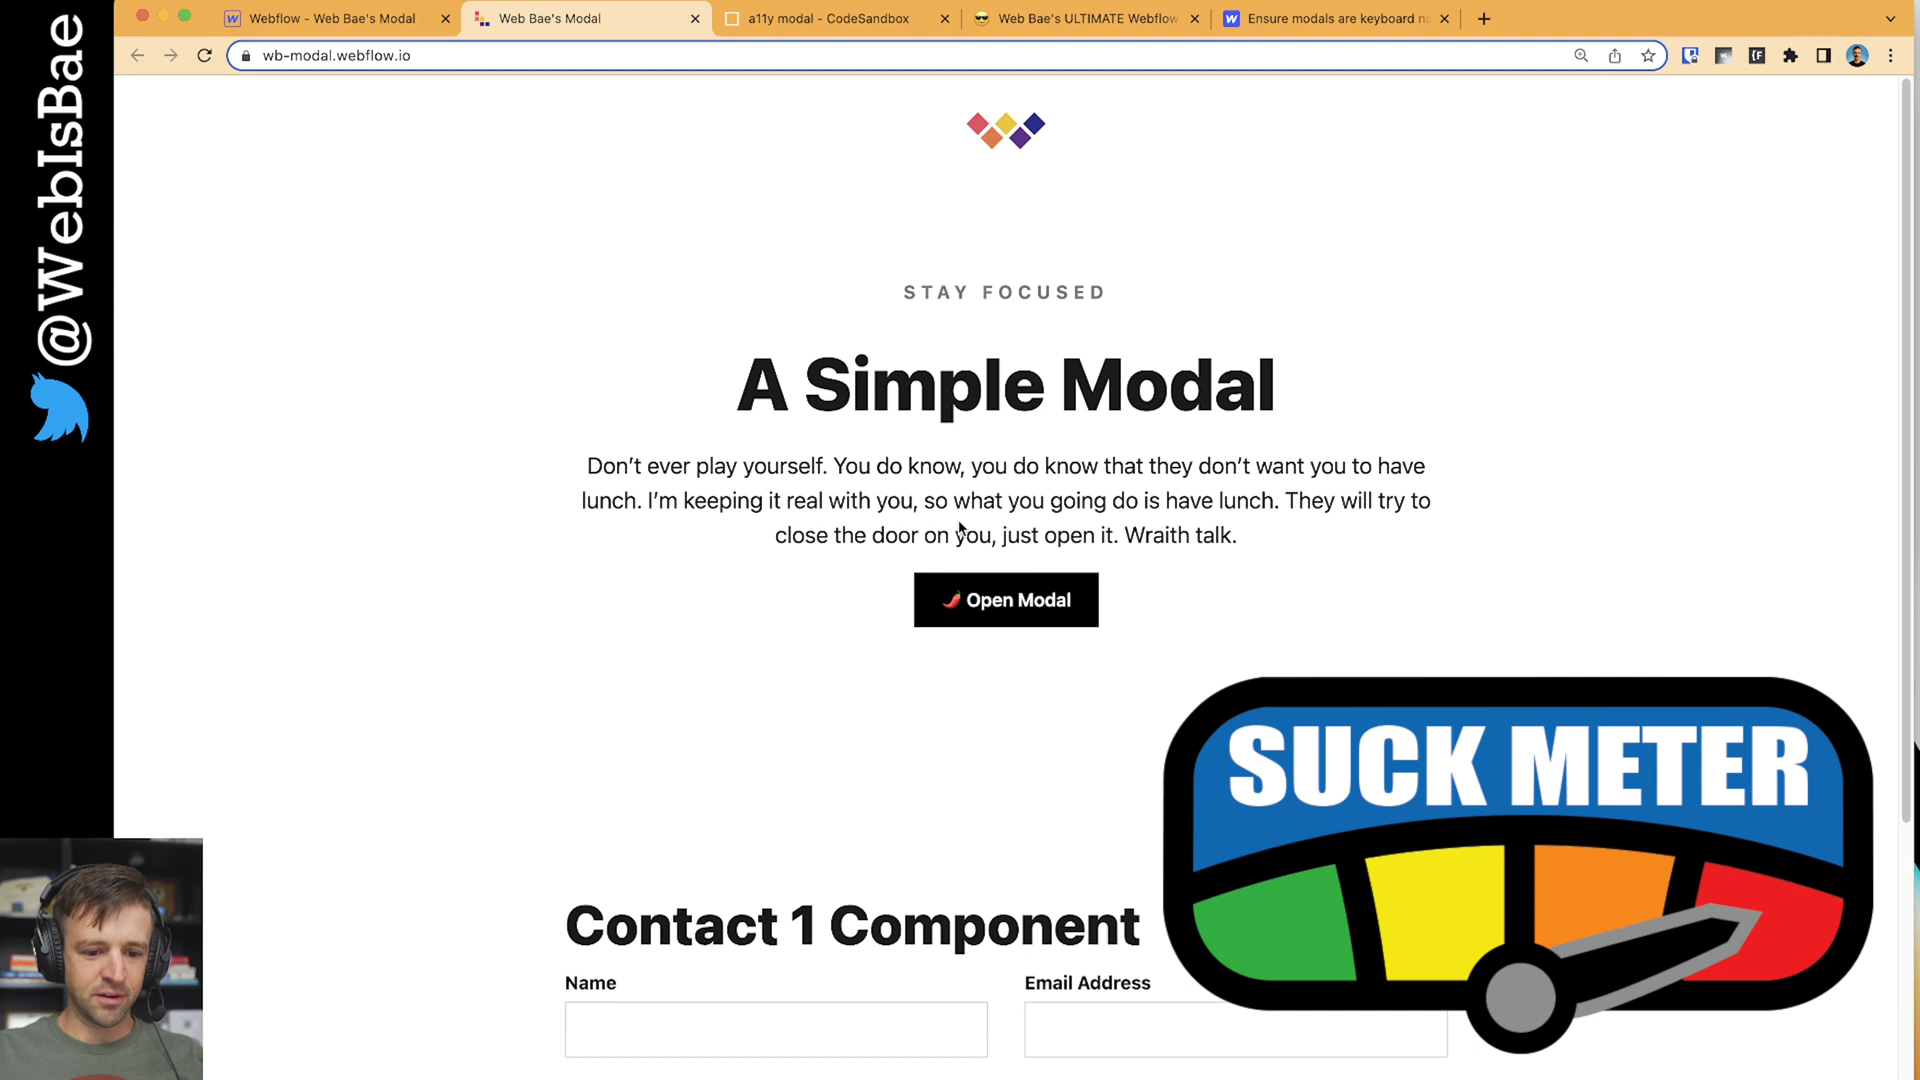 @WebIsBae
Webflow - Web Bae's Modal
Web Bae's Modal
a11y modal - CodeSandbox
Web Bae's ULTIMATE Webflow
Ensure modals are keyboard na
wb-modal.webflow.io
STAY FOCUSED
A Simple Modal
Don’t ever play yourself. You do know, you do know that they don’t want you to have
lunch. I’m keeping it real with you, so what you going do is have lunch. They will try to
close the door on you, just open it. Wraith talk.
🌶️ Open Modal
SUCK METER
Contact 1 Component
Name
Email Address